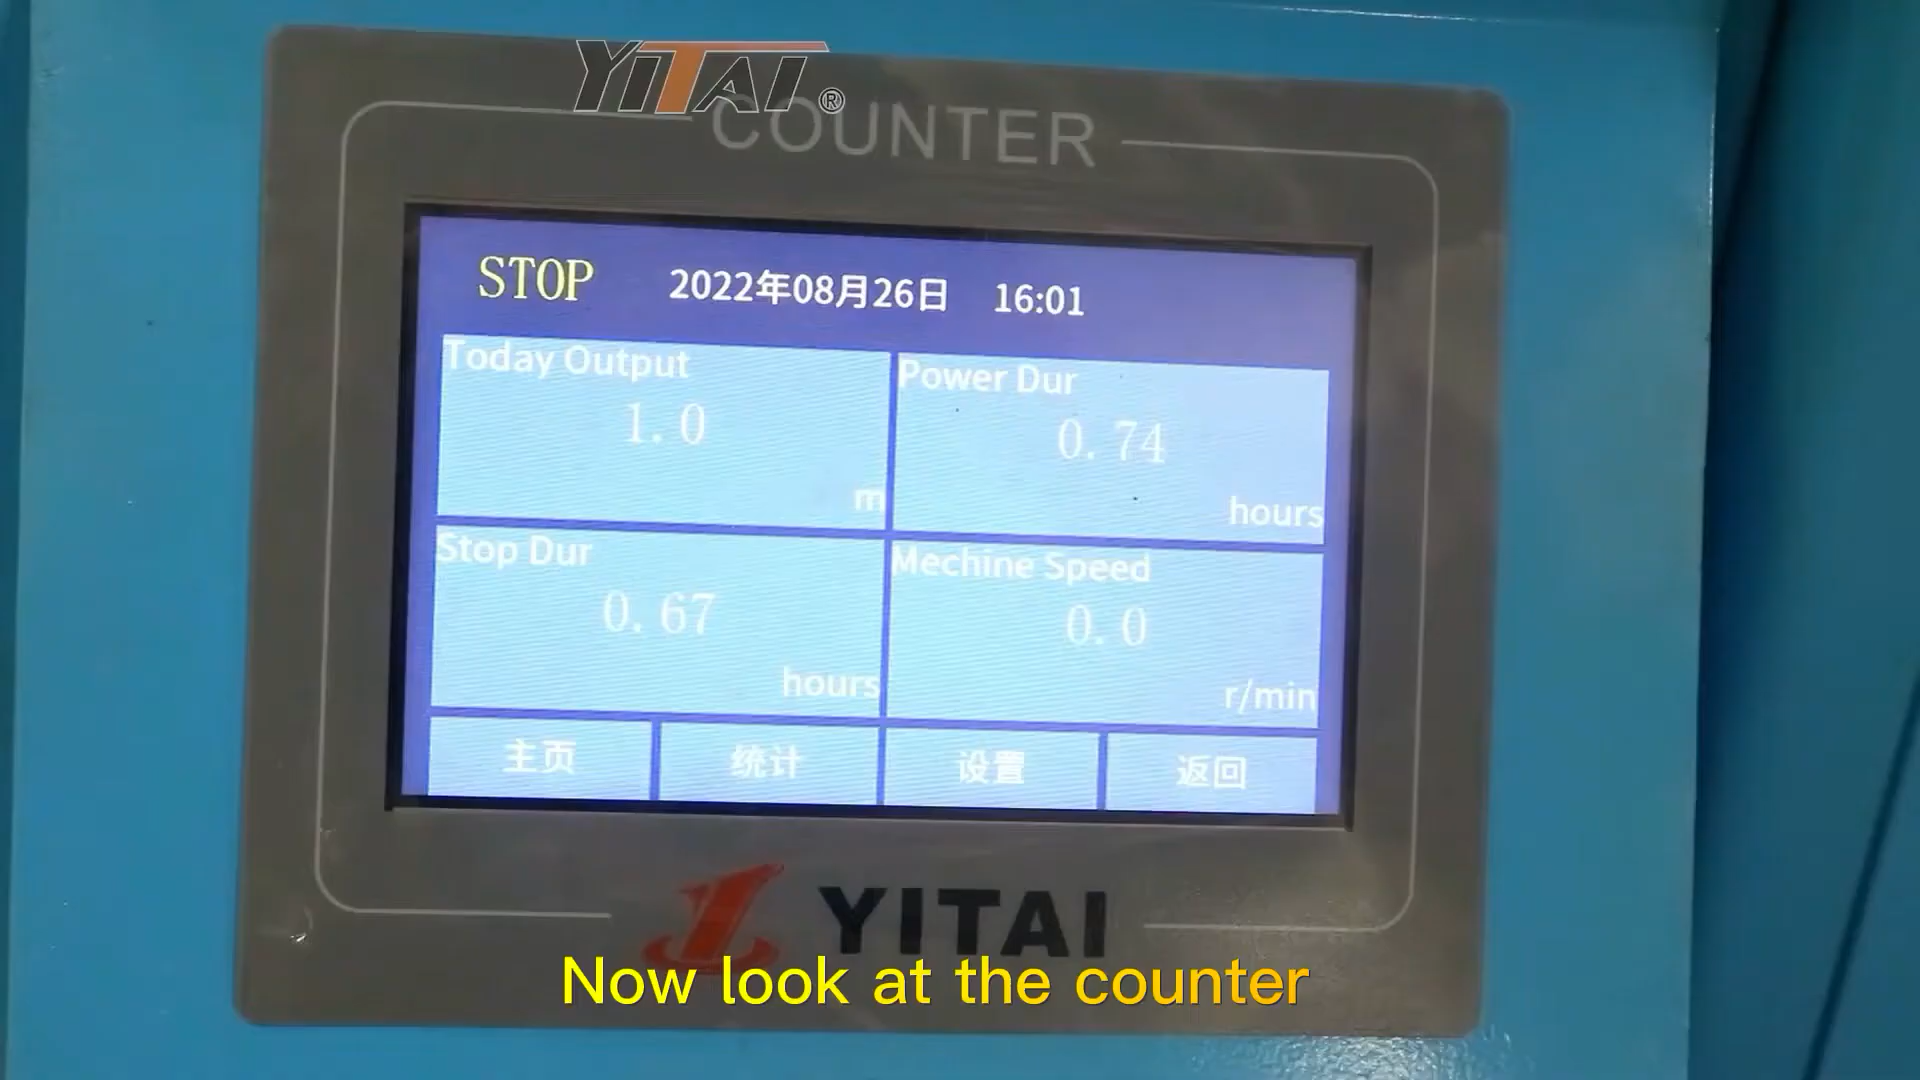 YITAI®
COUNTER
STOP 2022年08月26日 16:01
Today Output
1.0
m
Power Dur
0.74
hours
Stop Dur
0.67
hours
Mechine Speed
0.0
r/min
主页 统计 设置 返回
YITAI
Now look at the counter